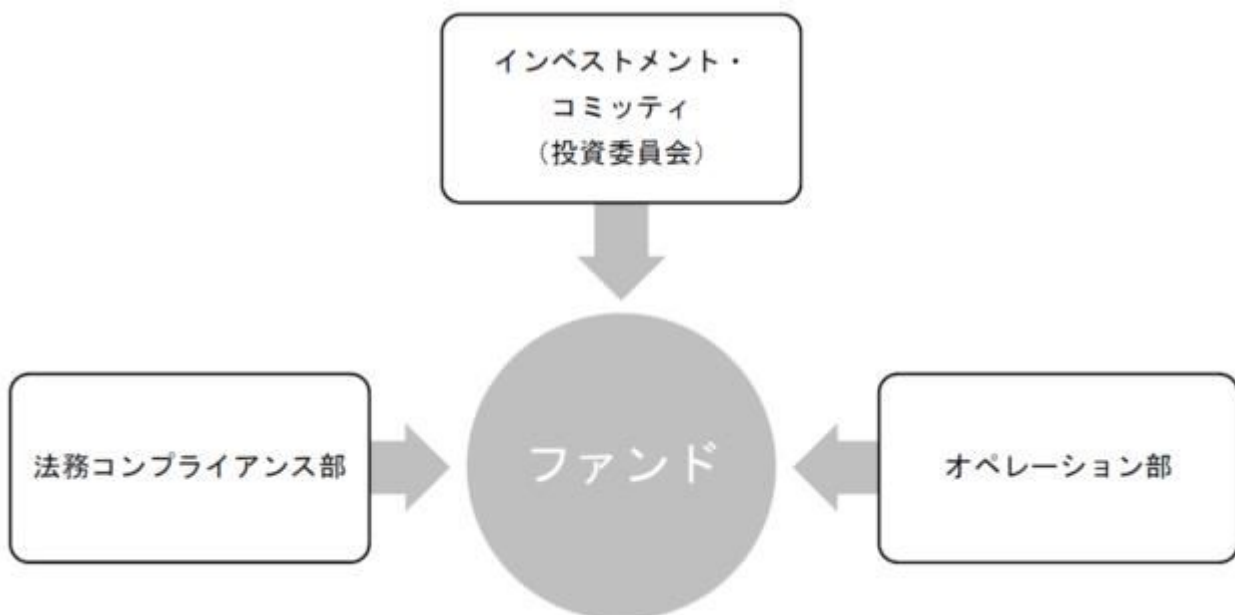 インベストメント・
コミッティ
（投資委員会）
法務コンプライアンス部
ファンド
オペレーション部